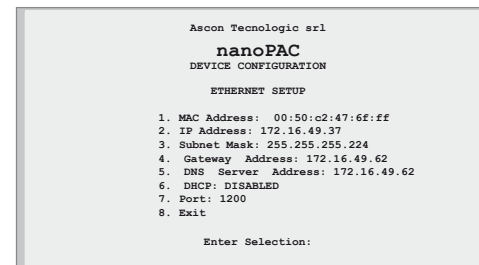 Ascon Tecnologic srl
nanoPAC
DEVICE CONFIGURATION
ETHERNET SETUP
1. MAC Address: 00:50:c2:47:6f:ff
2. IP Address: 172.16.49.37
3. Subnet Mask: 255.255.255.224
4. Gateway Address: 172.16.49.62
5. DNS Server Address: 172.16.49.62
6. DHCP: DISABLED
7. Port: 1200
8. Exit
Enter Selection: